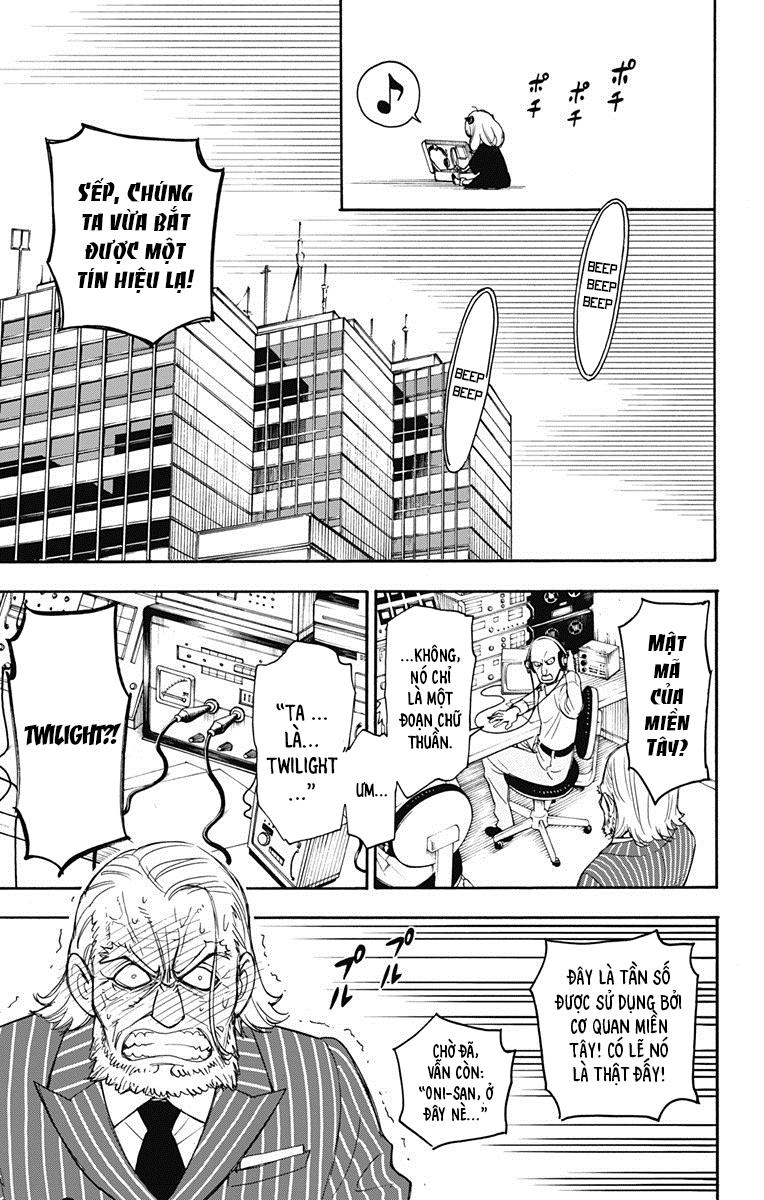 ポチ ポチ ポチ
SẾP, CHÚNG
TA VỪA BẮT
ĐƯỢC MỘT
TÍN HIỆU LẠ!
BEEP
BEEP
BEEP
BEEP
BEEP
MẬT
MÃ
CỦA
MIỀN
TÂY?
...KHÔNG,
NÓ CHỈ
LÀ MỘT
ĐOẠN CHỮ
THUẦN.
ƯM...
“TA ...
LÀ...
TWILIGHT
...”
TWILIGHT?!
ĐÂY LÀ TẦN SỐ
ĐƯỢC SỬ DỤNG BỞI
CƠ QUAN MIỀN
TÂY! CÓ LẼ NÓ
LÀ THẬT ĐẤY!
CHỜ ĐÃ,
VẪN CÒN:
“ONI-SAN, Ở
ĐÂY NÈ...”
プル プル